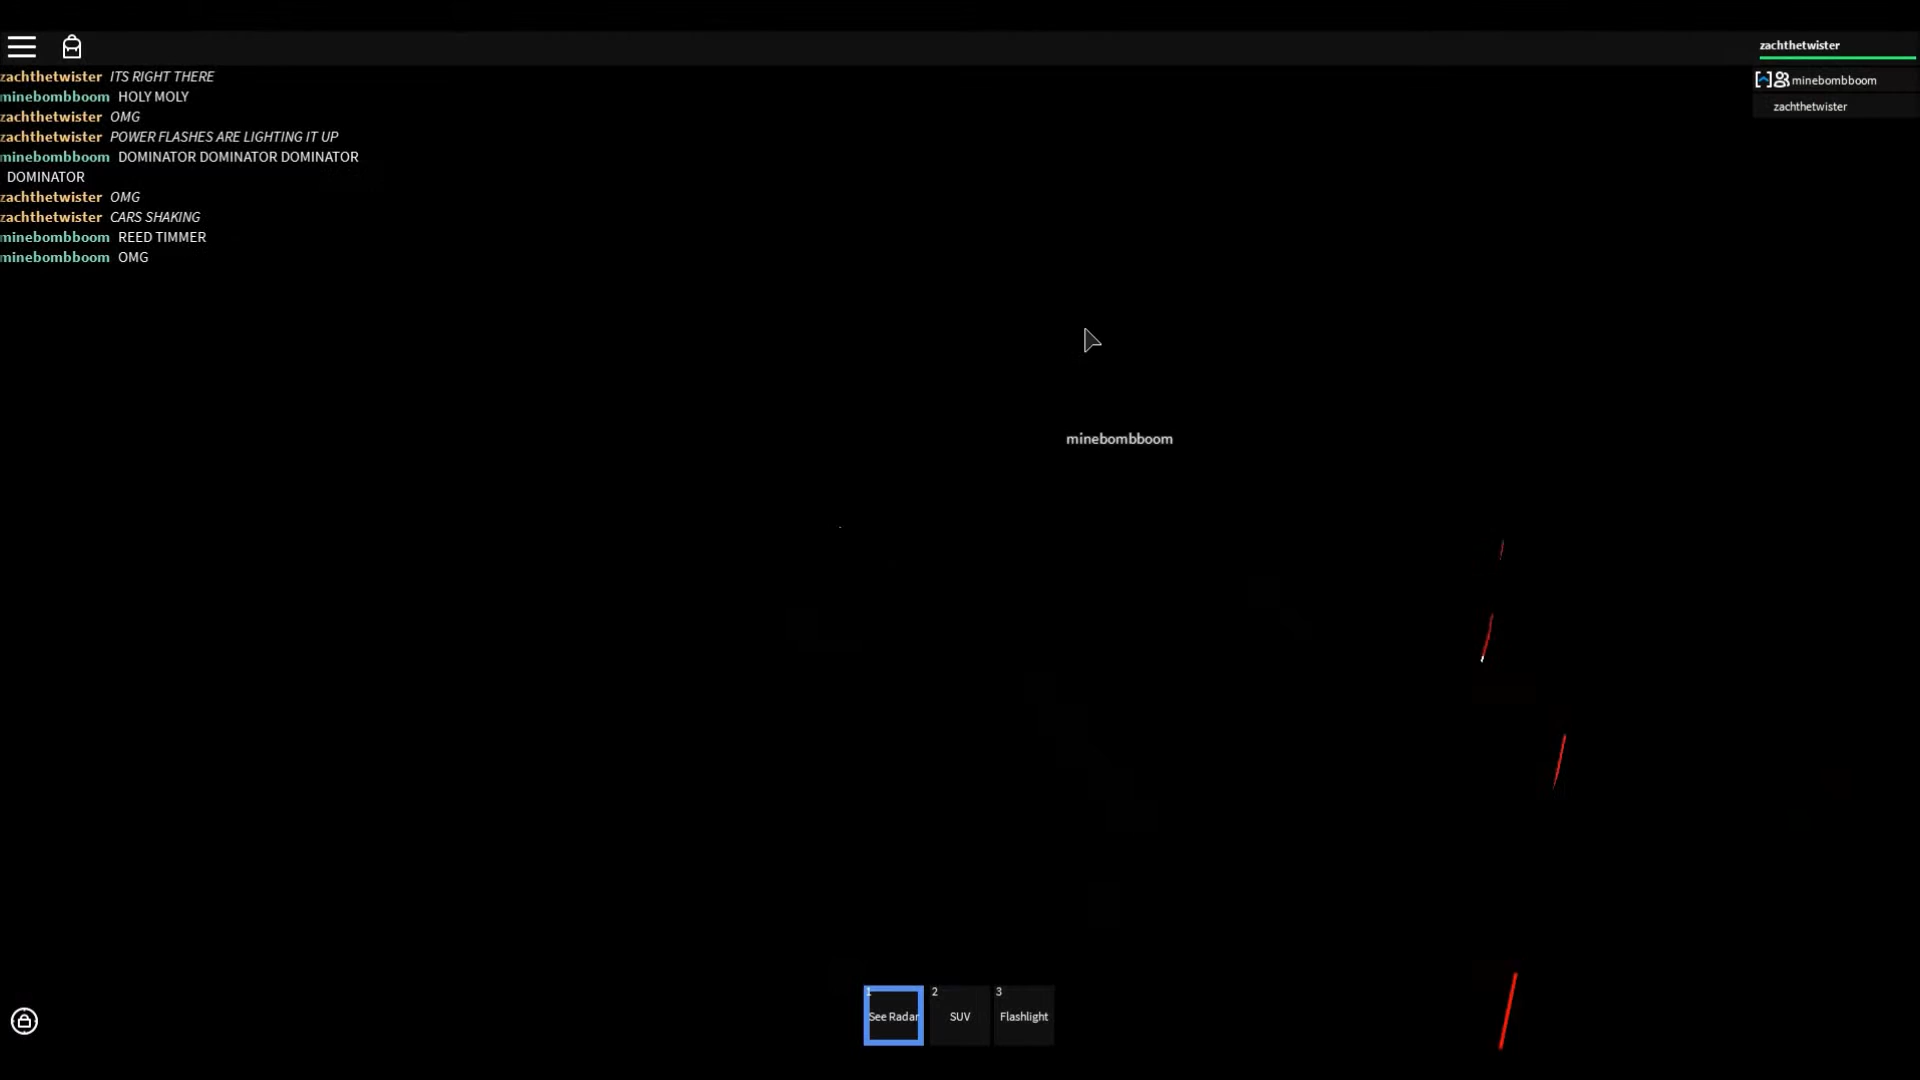 zachthetwister
zachthetwister ITS RIGHT THERE
minebombboom HOLY MOLY
zachthetwister OMG
zachthetwister POWER FLASHES ARE LIGHTING IT UP
minebombboom DOMINATOR DOMINATOR DOMINATOR
DOMINATOR
zachthetwister OMG
zachthetwister CARS SHAKING
minebombboom REED TIMMER
minebombboom OMG
minebombboom
zachthetwister
minebombboom
1 2 3
See Radar SUV Flashlight